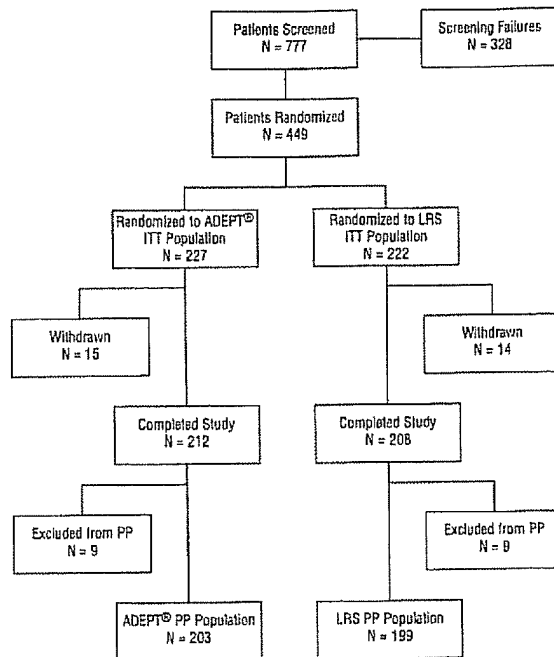 Patients Screened
N = 777
Screening Failures
N = 328
Patients Randomized
N = 449
Randomized to ADEPT®
ITT Population
N = 227
Randomized to LRS
ITT Population
N = 222
Withdrawn
N = 15
Withdrawn
N = 14
Completed Study
N = 212
Completed Study
N = 208
Excluded from PP
N = 9
Excluded from PP
N = 9
ADEPT® PP Population
N = 203
LRS PP Population
N = 199